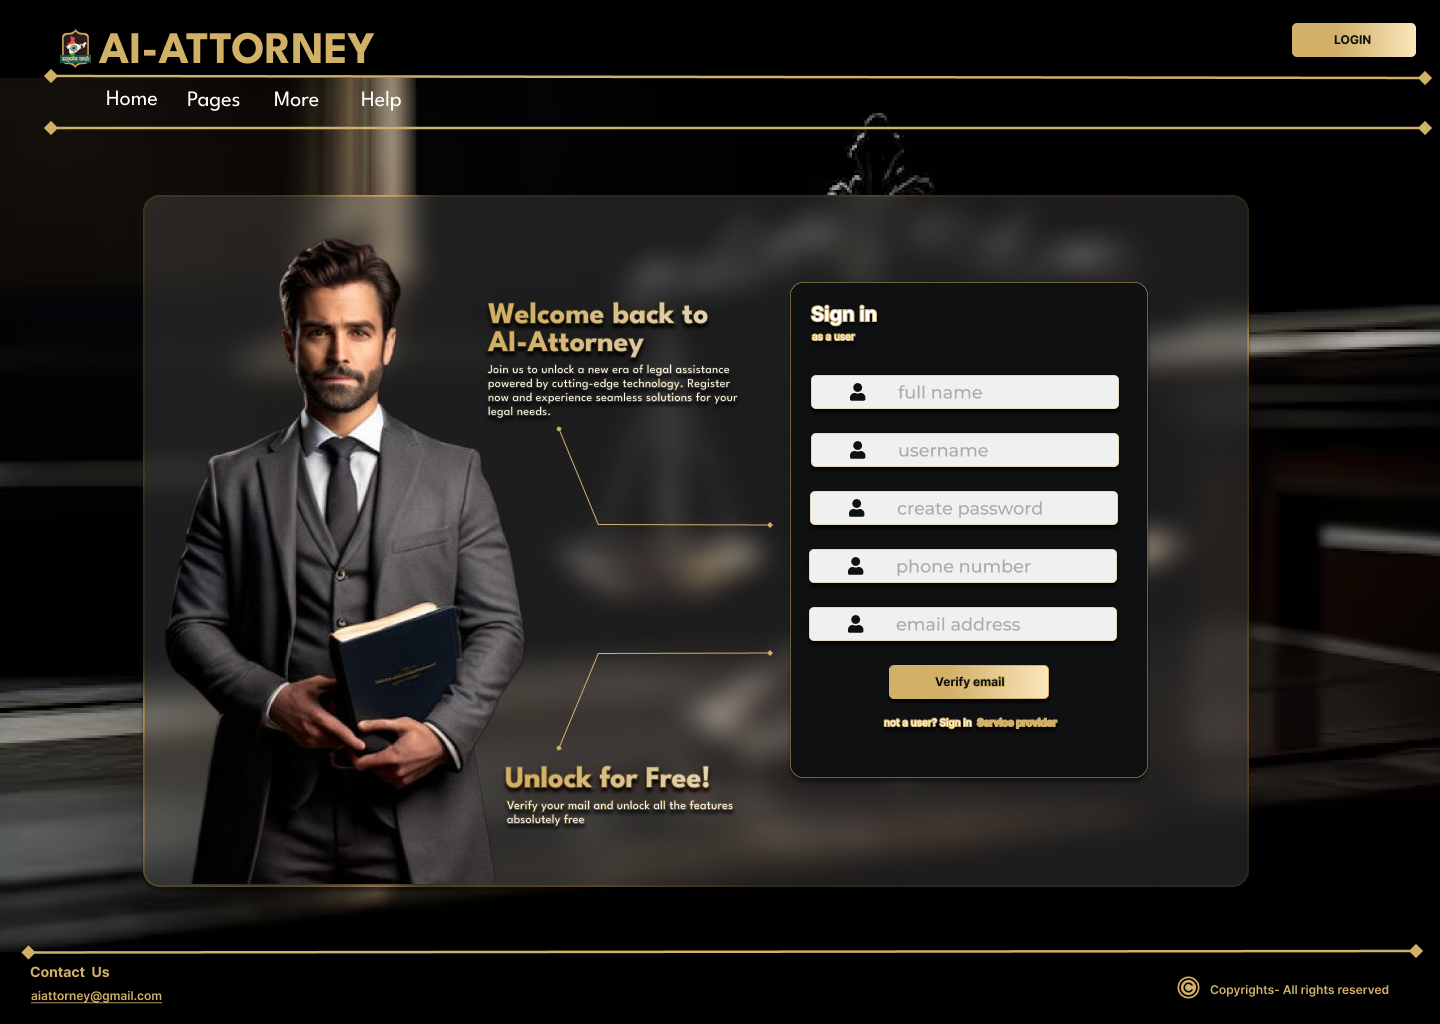 AI-ATTORNEY
LOGIN
Home Pages More Help
Welcome back to
AI-Attorney
Join us to unlock a new era of legal assistance
powered by cutting-edge technology. Register
now and experience seamless solutions for your
legal needs.
Sign in
as a user
full name
username
create password
phone number
email address
Verify email
not a user? Sign in Service provider
Unlock for Free!
Verify your mail and unlock all the features
absolutely free
Contact Us
aiattorney@gmail.com
© Copyrights- All rights reserved